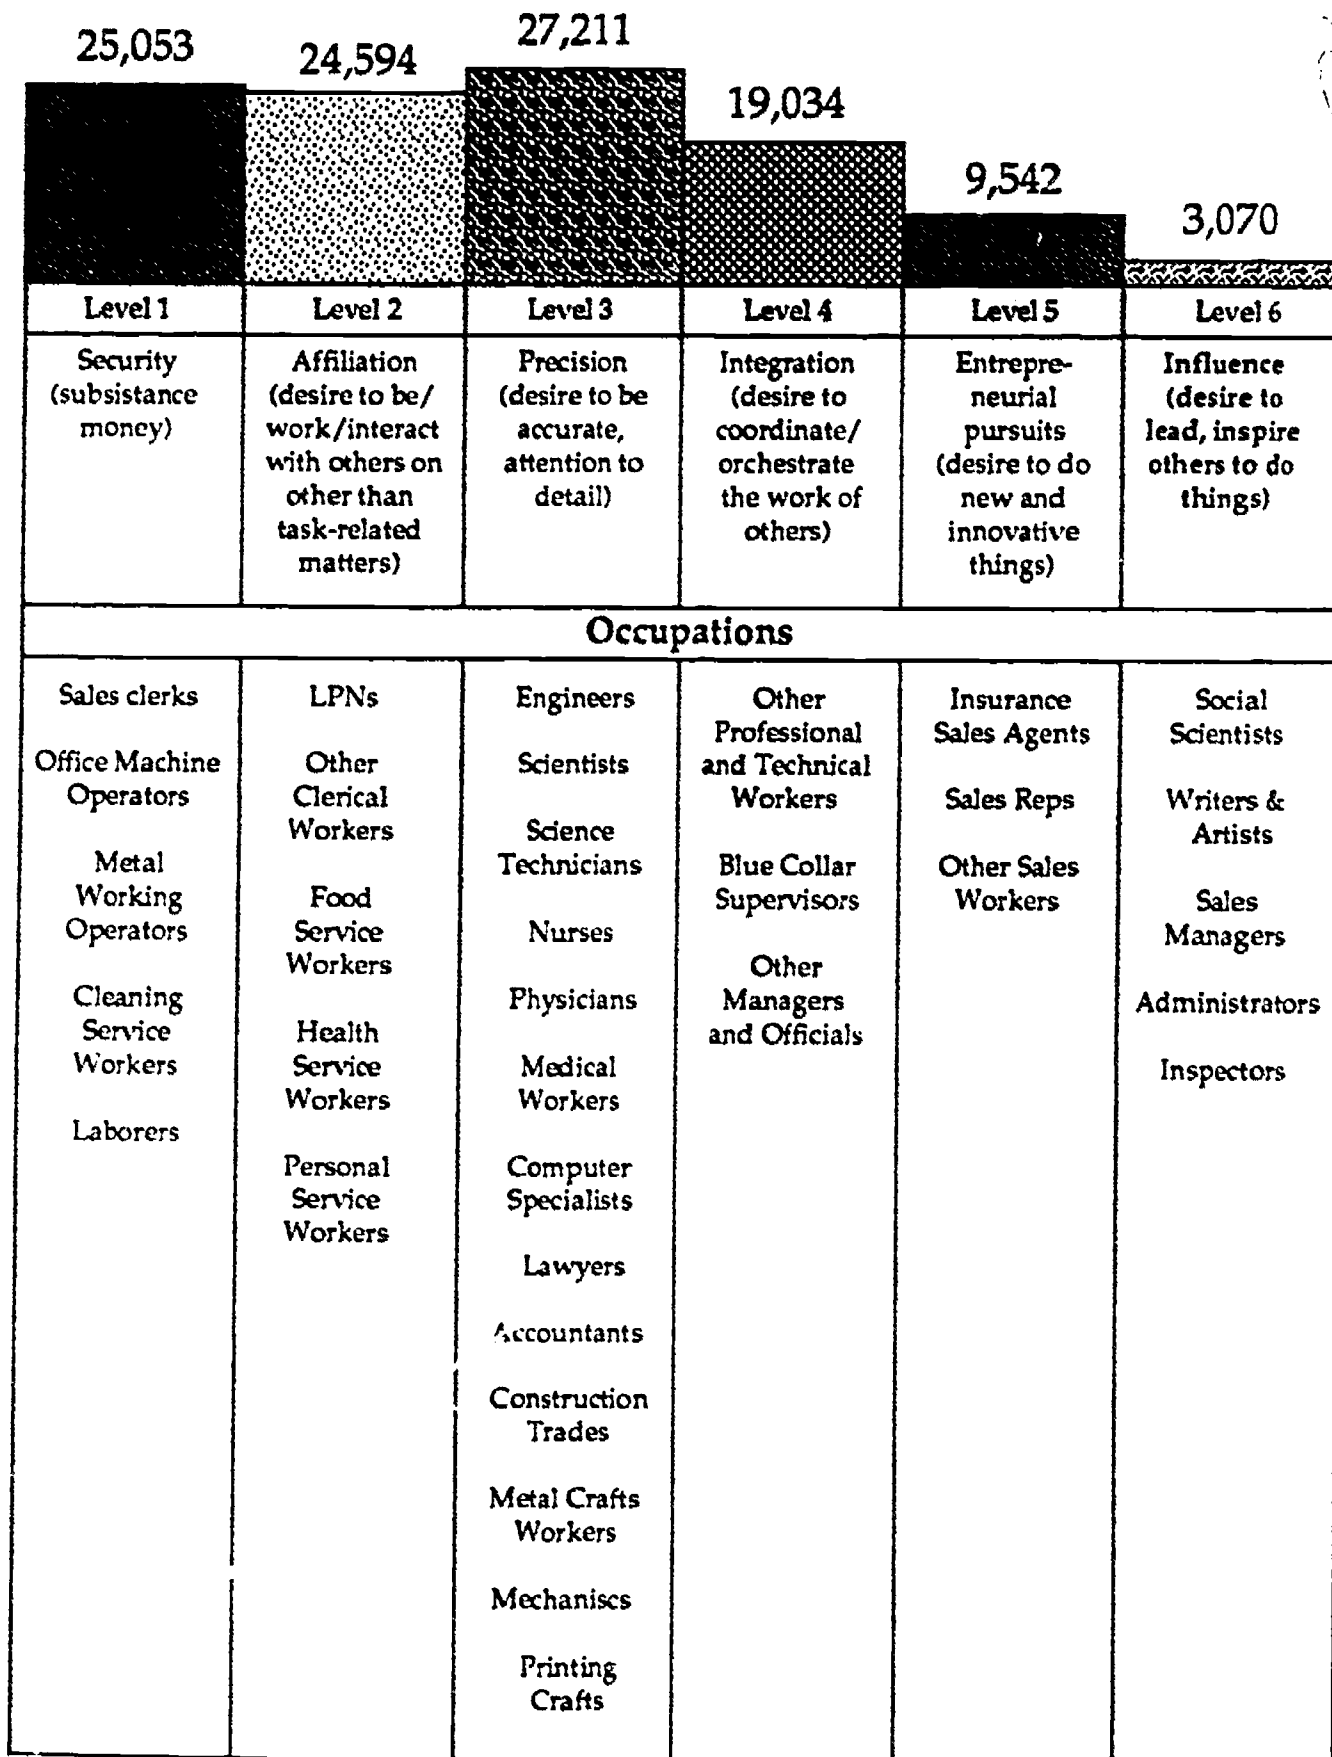 25,053
24,594
27,211
19,034
9,542
3,070
Level 1
Level 2
Level 3
Level 4
Level 5
Level 6
Security
(subsistance
money)
Affiliation
(desire to be/
work/interact
with others on
other than
task-related
matters)
Precision
(desire to be
accurate,
attention to
detail)
Integration
(desire to
coordinate/
orchestrate
the work of
others)
Entrepre-
neurial
pursuits
(desire to do
new and
innovative
things)
Influence
(desire to
lead, inspire
others to do
things)
Occupations
Sales clerks
Office Machine
Operators
Metal
Working
Operators
Cleaning
Service
Workers
Laborers
LPNs
Other
Clerical
Workers
Food
Service
Workers
Health
Service
Workers
Personal
Service
Workers
Engineers
Scientists
Science
Technicians
Nurses
Physicians
Medical
Workers
Computer
Specialists
Lawyers
Accountants
Construction
Trades
Metal Crafts
Workers
Mechaniscs
Printing
Crafts
Other
Professional
and Technical
Workers
Blue Collar
Supervisors
Other
Managers
and Officials
Insurance
Sales Agents
Sales Reps
Other Sales
Workers
Social
Scientists
Writers &
Artists
Sales
Managers
Administrators
Inspectors